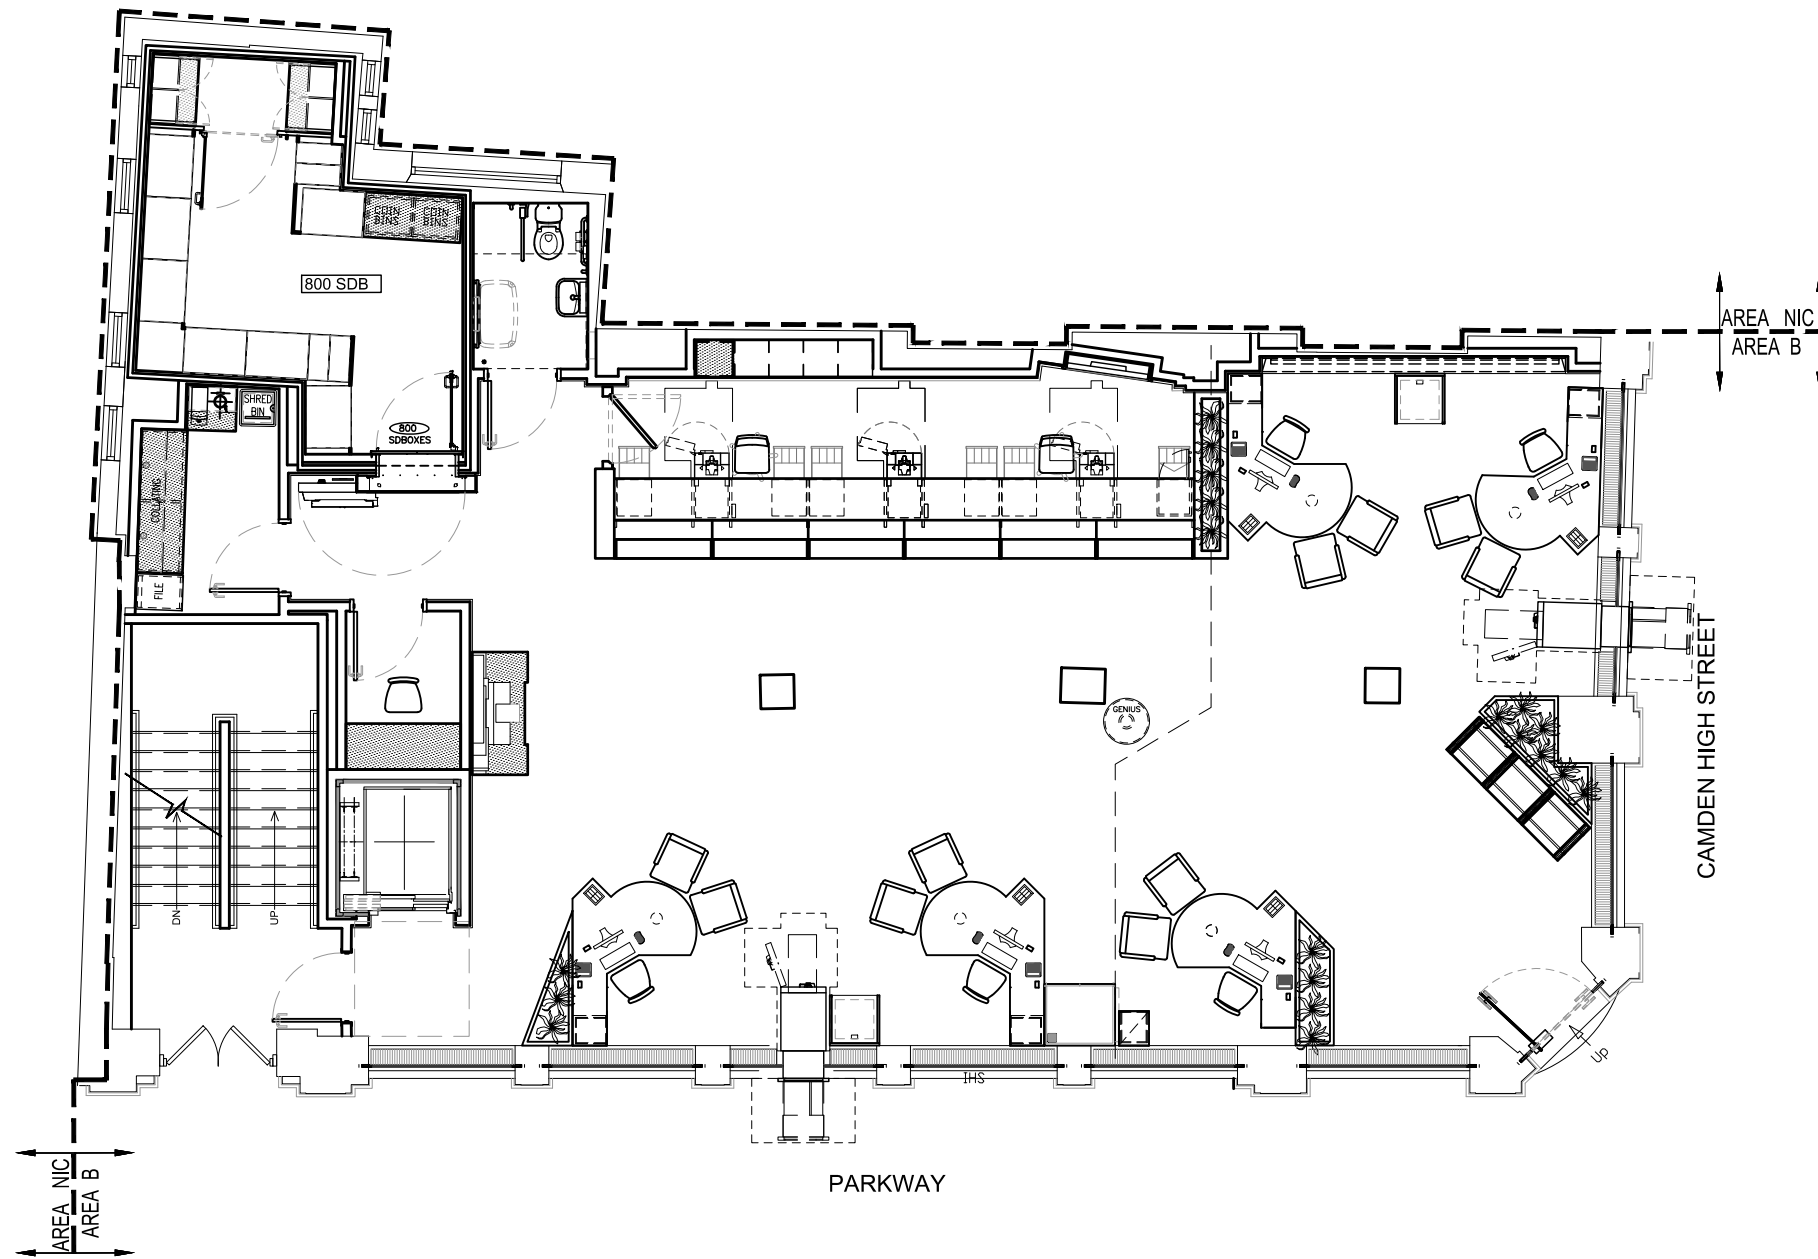 COIN
BINS
COIN
BINS
800 SDB
AREA NIC
AREA B
SHRED
BIN
800
SDBOXES
COLLATING
FILE
CAMDEN HIGH STREET
GENIUS
DN
UP
UP
IHS
PARKWAY
AREA NIC
AREA B